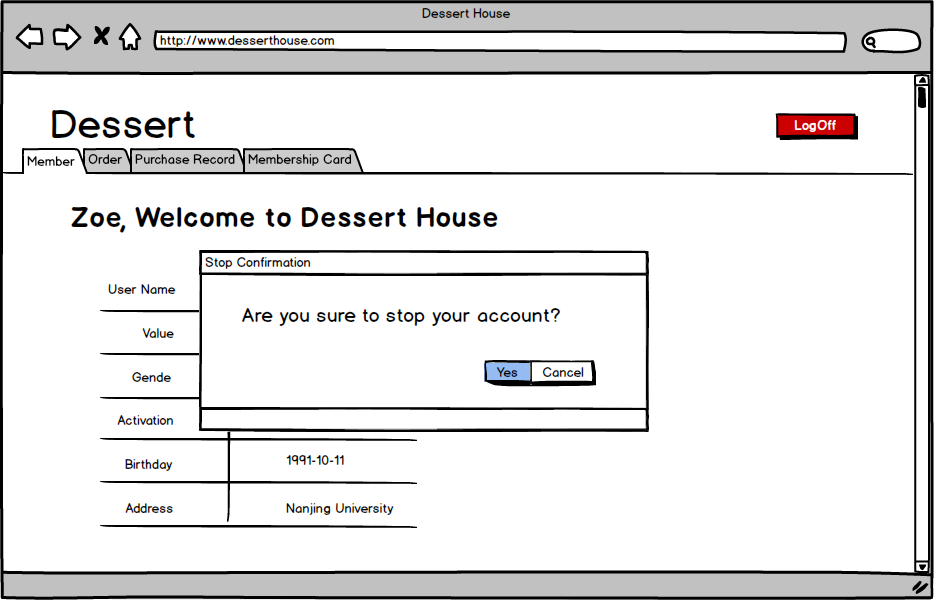 Dessert House
http://www.desserthouse.com
Dessert
LogOff
Member Order Purchase Record Membership Card
Zoe, Welcome to Dessert House
Stop Confirmation
User Name
Are you sure to stop your account?
Value
Yes Cancel
Gende
Activation
Birthday 1991-10-11
Address Nanjing University